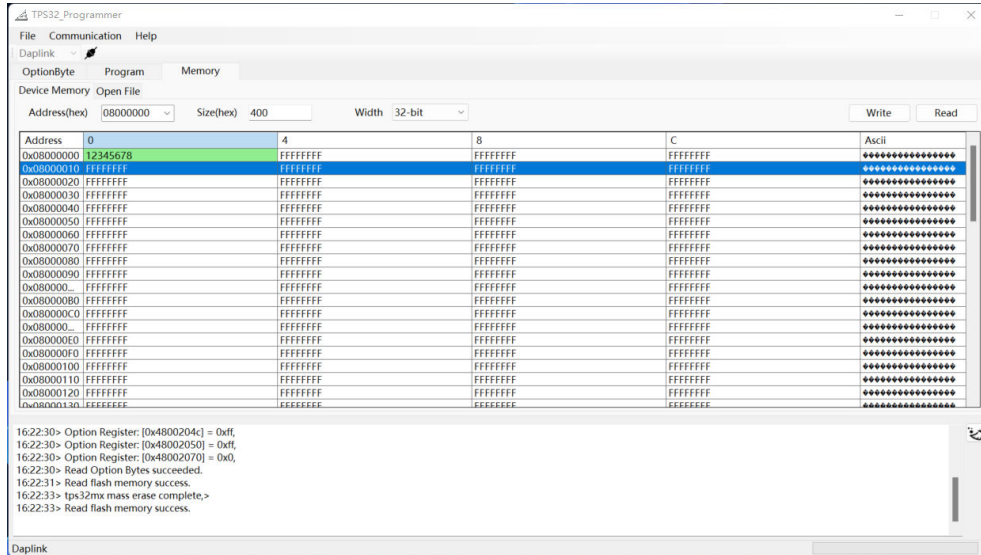 TPS32_Programmer
File Communication Help
Daplink
OptionByte Program Memory
Device Memory Open File
Address(hex) 08000000 Size(hex) 400 Width 32-bit Write Read
Address 0 4 8 C Ascii
0x08000000 12345678 FFFFFFFF FFFFFFFF FFFFFFFF ����������������
0x08000010 FFFFFFFF FFFFFFFF FFFFFFFF FFFFFFFF ����������������
0x08000020 FFFFFFFF FFFFFFFF FFFFFFFF FFFFFFFF ����������������
0x08000030 FFFFFFFF FFFFFFFF FFFFFFFF FFFFFFFF ����������������
0x08000040 FFFFFFFF FFFFFFFF FFFFFFFF FFFFFFFF ����������������
0x08000050 FFFFFFFF FFFFFFFF FFFFFFFF FFFFFFFF ����������������
0x08000060 FFFFFFFF FFFFFFFF FFFFFFFF FFFFFFFF ����������������
0x08000070 FFFFFFFF FFFFFFFF FFFFFFFF FFFFFFFF ����������������
0x08000080 FFFFFFFF FFFFFFFF FFFFFFFF FFFFFFFF ����������������
0x08000090 FFFFFFFF FFFFFFFF FFFFFFFF FFFFFFFF ����������������
0x080000... FFFFFFFF FFFFFFFF FFFFFFFF FFFFFFFF ����������������
0x080000B0 FFFFFFFF FFFFFFFF FFFFFFFF FFFFFFFF ����������������
0x080000C0 FFFFFFFF FFFFFFFF FFFFFFFF FFFFFFFF ����������������
0x080000... FFFFFFFF FFFFFFFF FFFFFFFF FFFFFFFF ����������������
0x080000E0 FFFFFFFF FFFFFFFF FFFFFFFF FFFFFFFF ����������������
0x080000F0 FFFFFFFF FFFFFFFF FFFFFFFF FFFFFFFF ����������������
0x08000100 FFFFFFFF FFFFFFFF FFFFFFFF FFFFFFFF ����������������
0x08000110 FFFFFFFF FFFFFFFF FFFFFFFF FFFFFFFF ����������������
0x08000120 FFFFFFFF FFFFFFFF FFFFFFFF FFFFFFFF ����������������
0x08000130 FFFFFFFF FFFFFFFF FFFFFFFF FFFFFFFF ����������������
16:22:30> Option Register: [0x4800204c] = 0xff,
16:22:30> Option Register: [0x48002050] = 0xff,
16:22:30> Option Register: [0x48002070] = 0x0,
16:22:30> Read Option Bytes succeeded.
16:22:31> Read flash memory success.
16:22:33> tps32mx mass erase complete,>
16:22:33> Read flash memory success.
Daplink